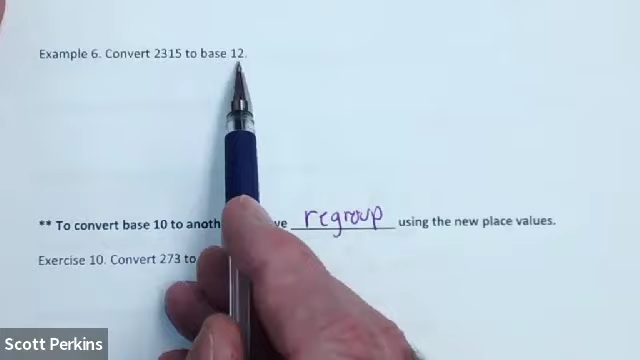 Example 6. Convert 2315 to base 12.
** To convert base 10 to anoth ve regroup using the new place values.
Exercise 10. Convert 273 to
Scott Perkins